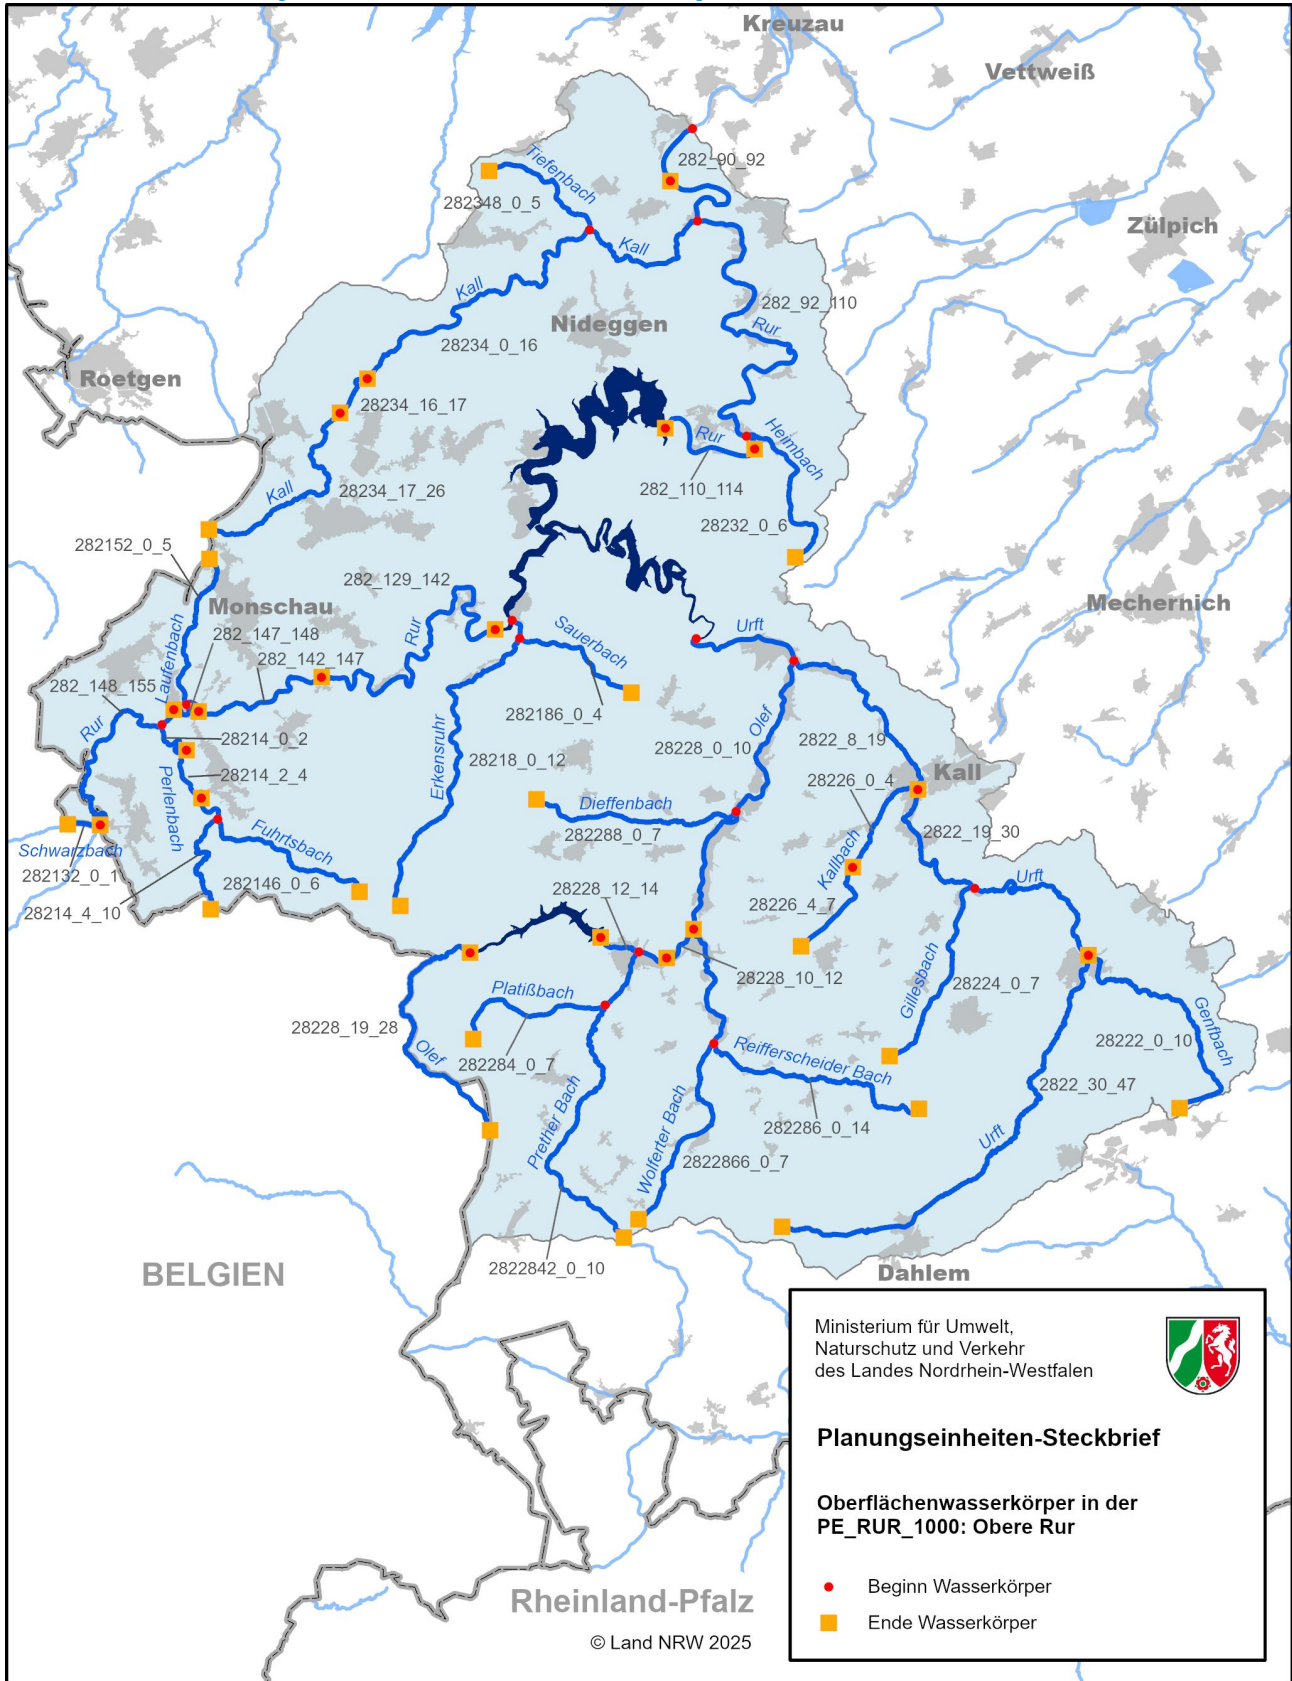 Kreuzau
Vettweiß
282_90_92
Tiefenbach
282348_0_5
Zülpich
Kall
Kall
282_92_110
Nideggen
Rur
28234_0_16
Roetgen
28234_16_17
Heimbach
Rur
28234_17_26
Kall
282_110_114
28232_0_6
282152_0_5
282_129_142
Monschau
Mechernich
Laufenbach
282_147_148
Rur
Sauerbach
Urft
282_142_147
282_148_155
282186_0_4
Rur
Olef
28214_0_2
28218_0_12
28228_0_10
2822_8_19
Erkensruhr
28214_2_4
28226_0_4
Kall
Perlenbach
Dieffenbach
282288_0_7
2822_19_30
Fuhrtsbach
Kallbach
Schwarzbach
282132_0_1
282146_0_6
28228_12_14
Urft
28214_4_10
28226_4_7
28228_10_12
Gillesbach
28224_0_7
Platißbach
Genfbach
28228_19_28
Olef
282284_0_7
Reifferscheider Bach
28222_0_10
Prether Bach
2822_30_47
Wolferter Bach
282286_0_14
Urft
2822866_0_7
2822842_0_10
BELGIEN
Dahlem
Ministerium für Umwelt,
Naturschutz und Verkehr
des Landes Nordrhein-Westfalen
Planungseinheiten-Steckbrief
Oberflächenwasserkörper in der
PE_RUR_1000: Obere Rur
Beginn Wasserkörper
Ende Wasserkörper
Rheinland-Pfalz
© Land NRW 2025